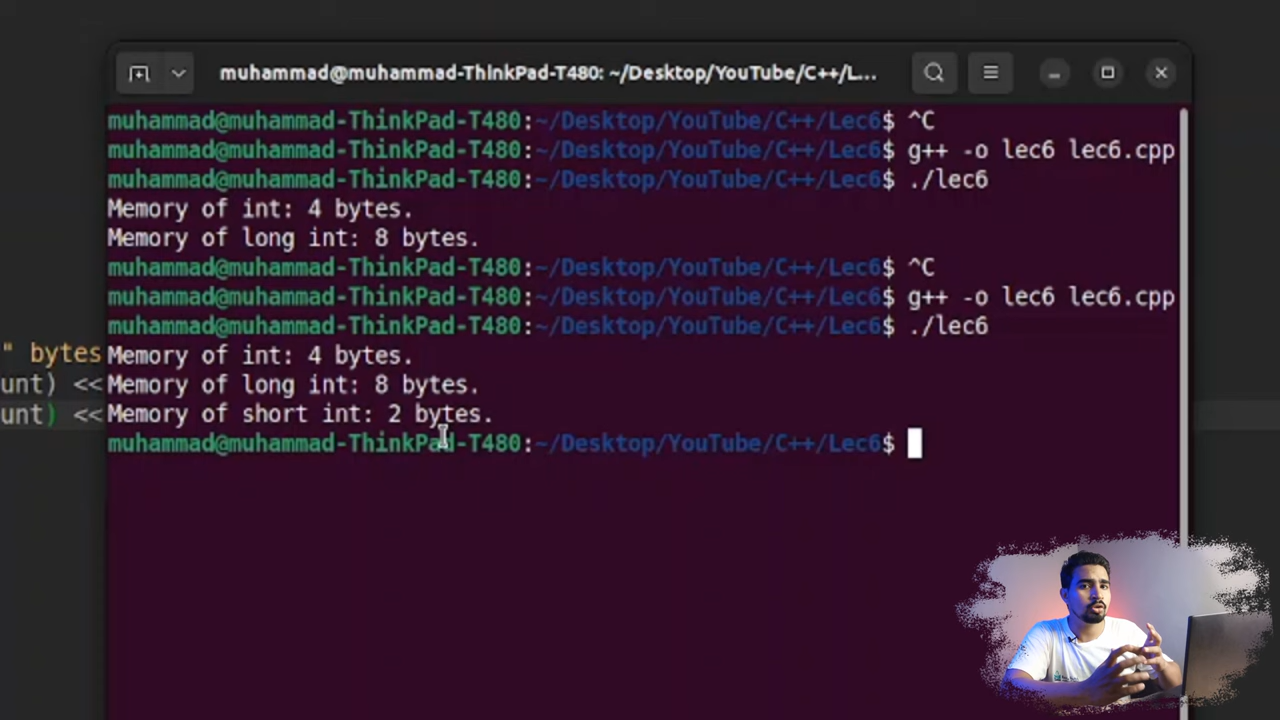 muhammad@muhammad-ThinkPad-T480: ~/Desktop/YouTube/C++/L...
muhammad@muhammad-ThinkPad-T480:~/Desktop/YouTube/C++/Lec6$ ^C
muhammad@muhammad-ThinkPad-T480:~/Desktop/YouTube/C++/Lec6$ g++ -o lec6 lec6.cpp
muhammad@muhammad-ThinkPad-T480:~/Desktop/YouTube/C++/Lec6$ ./lec6
Memory of int: 4 bytes.
Memory of long int: 8 bytes.
muhammad@muhammad-ThinkPad-T480:~/Desktop/YouTube/C++/Lec6$ ^C
muhammad@muhammad-ThinkPad-T480:~/Desktop/YouTube/C++/Lec6$ g++ -o lec6 lec6.cpp
muhammad@muhammad-ThinkPad-T480:~/Desktop/YouTube/C++/Lec6$ ./lec6
Memory of int: 4 bytes.
Memory of long int: 8 bytes.
Memory of short int: 2 bytes.
muhammad@muhammad-ThinkPad-T480:~/Desktop/YouTube/C++/Lec6$
" bytes
unt) <<
unt) <<